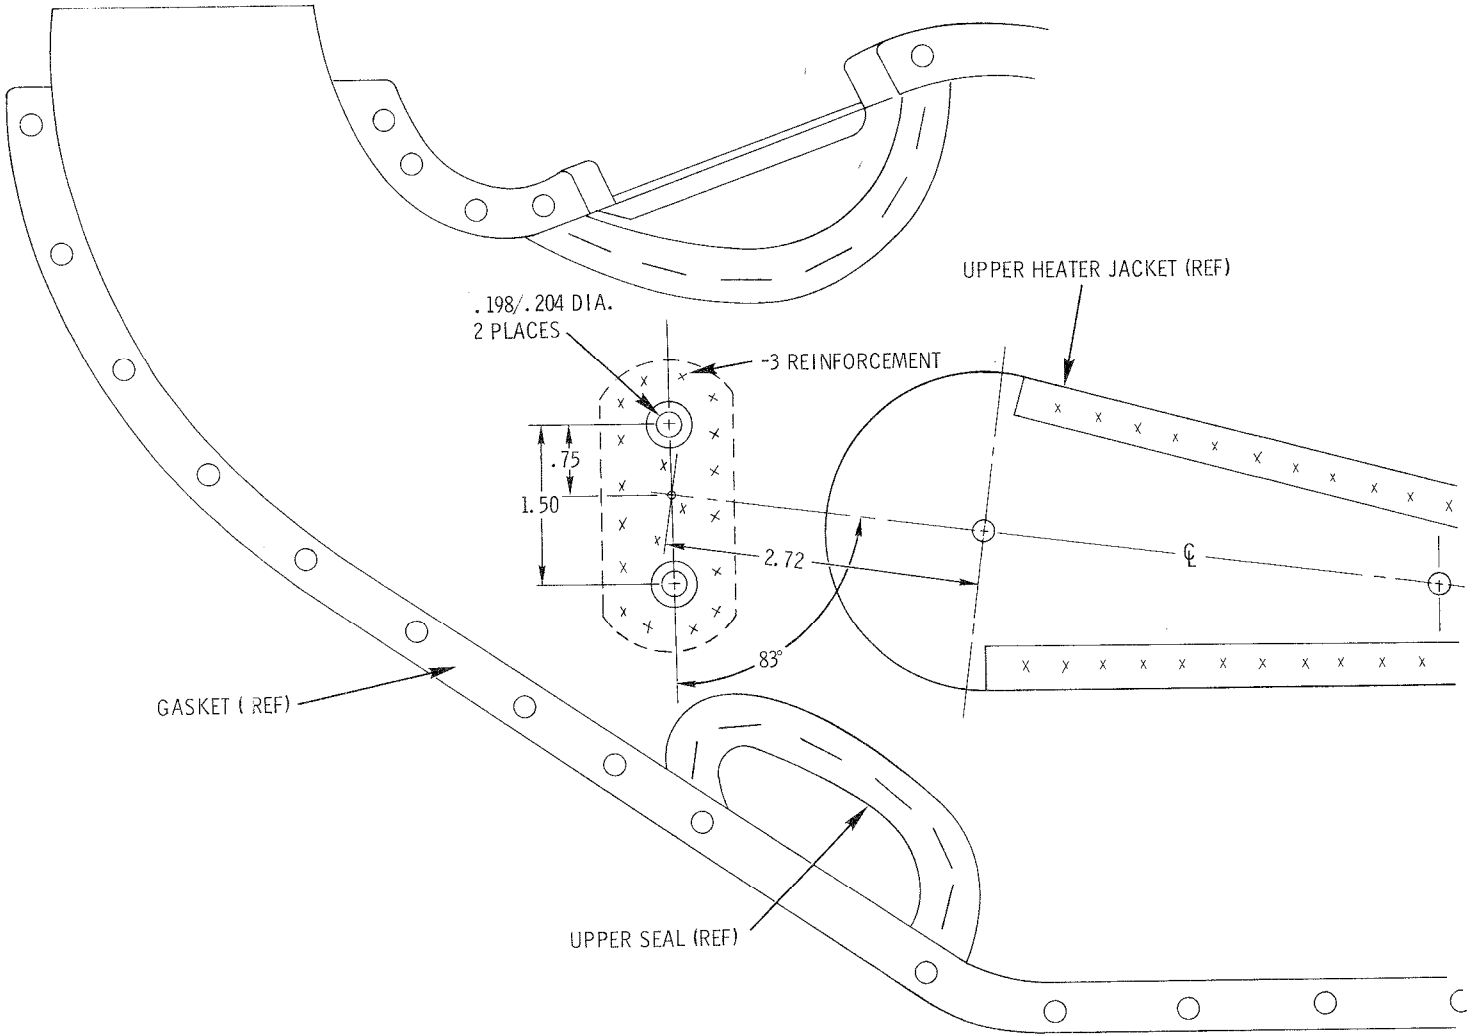 UPPER HEATER JACKET (REF)
.198/.204 DIA.
2 PLACES
-3 REINFORCEMENT
.75
1.50
2.72
℄
83°
GASKET ( REF)
UPPER SEAL (REF)